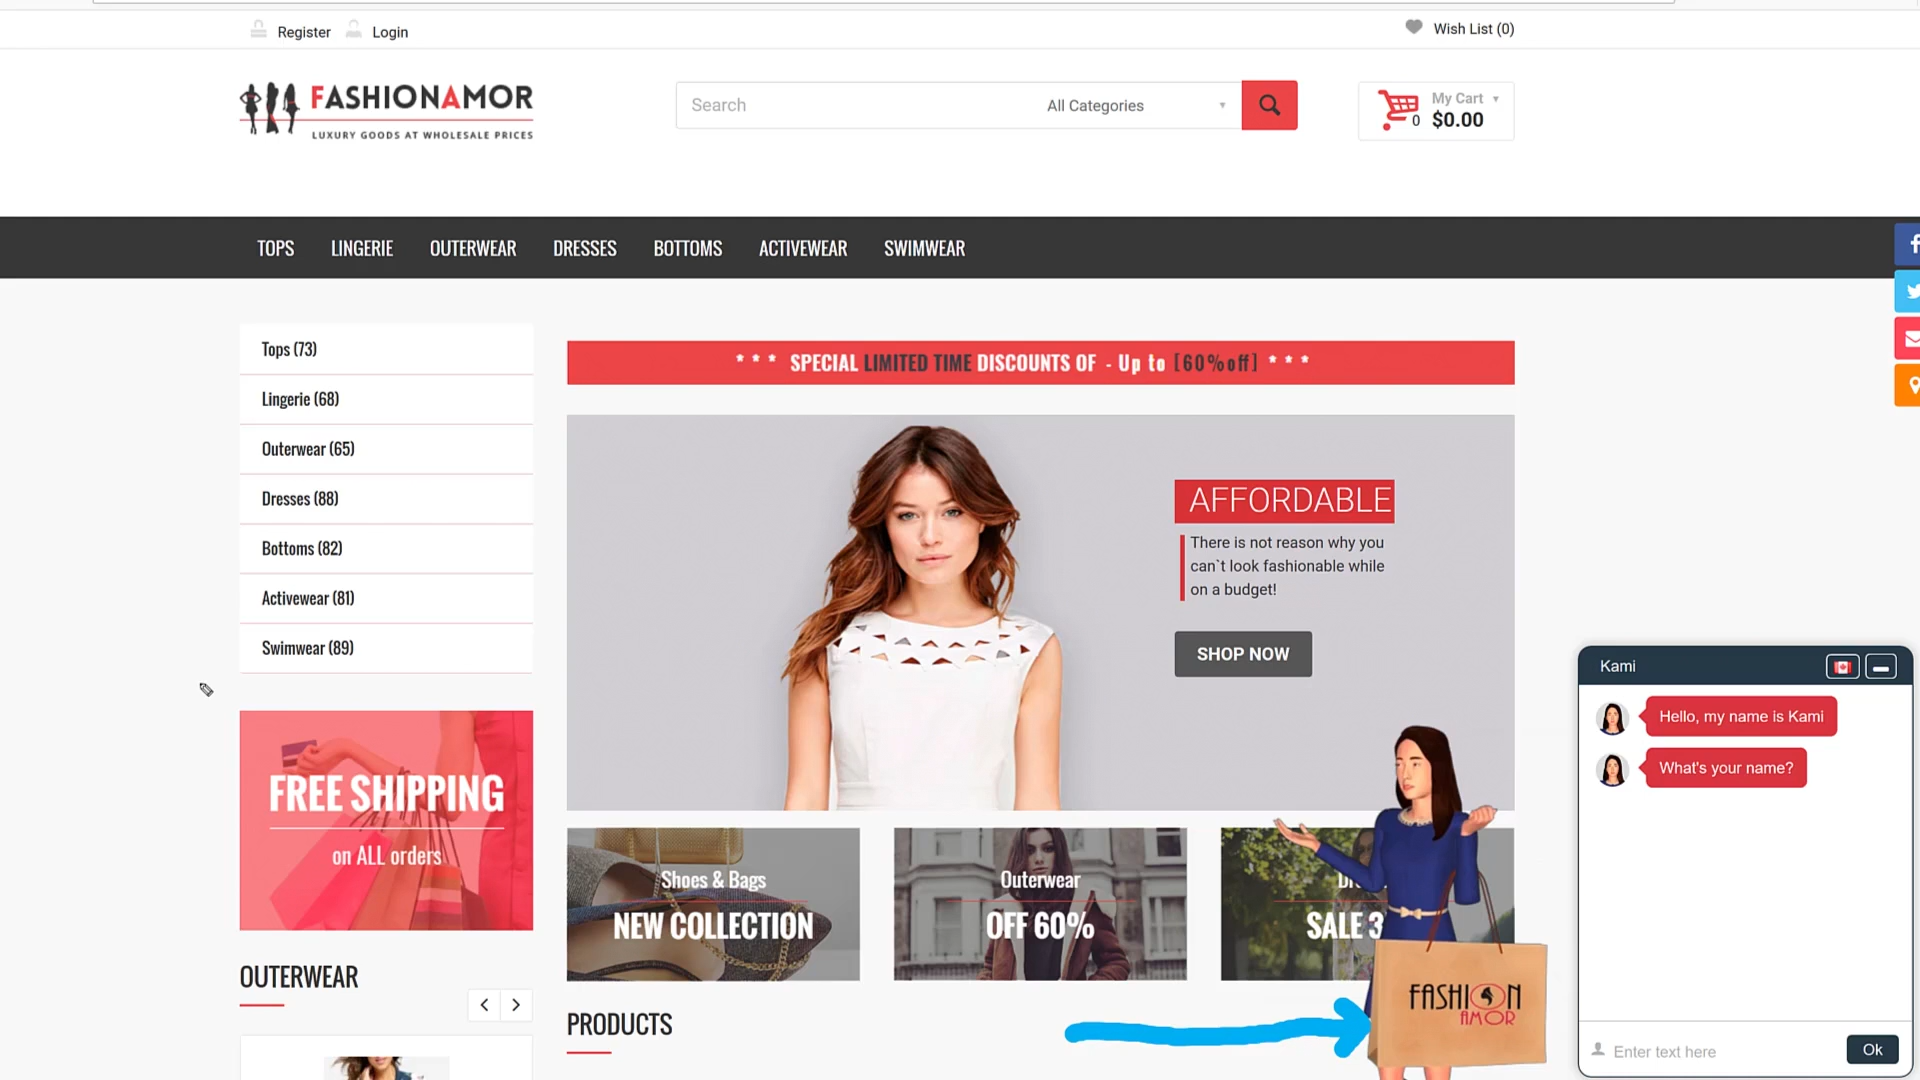 Register
Login
Wish List (0)
FASHIONAMOR
LUXURY GOODS AT WHOLESALE PRICES
Search
All Categories
My Cart
0 $0.00
TOPS
LINGERIE
OUTERWEAR
DRESSES
BOTTOMS
ACTIVEWEAR
SWIMWEAR
Tops (73)
Lingerie (68)
Outerwear (65)
Dresses (88)
Bottoms (82)
Activewear (81)
Swimwear (89)
* * * SPECIAL LIMITED TIME DISCOUNTS OF - Up to [60%off] * * *
AFFORDABLE
There is not reason why you
can`t look fashionable while
on a budget!
SHOP NOW
FREE SHIPPING
on ALL orders
Shoes & Bags
NEW COLLECTION
Outerwear
OFF 60%
SALE 3
FASHION
AMOR
OUTERWEAR
PRODUCTS
Kami
Hello, my name is Kami
What's your name?
Enter text here
Ok